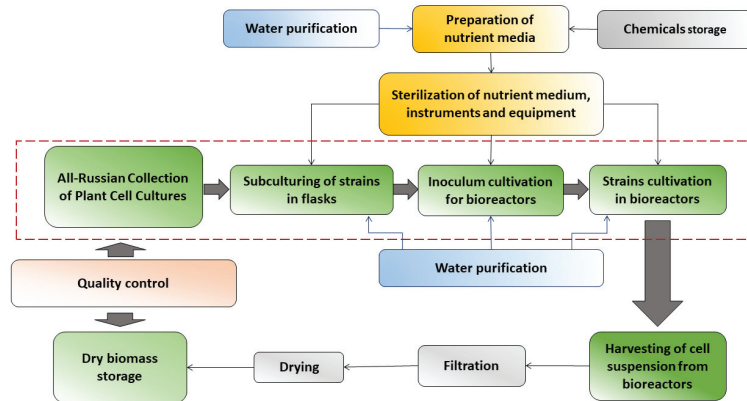 Water purification
Preparation of
nutrient media
Chemicals storage
Sterilization of nutrient medium,
instruments and equipment
All-Russian Collection
of Plant Cell Cultures
Subculturing of strains
in flasks
Inoculum cultivation
for bioreactors
Strains cultivation
in bioreactors
Water purification
Quality control
Dry biomass
storage
Drying
Filtration
Harvesting of cell
suspension from
bioreactors